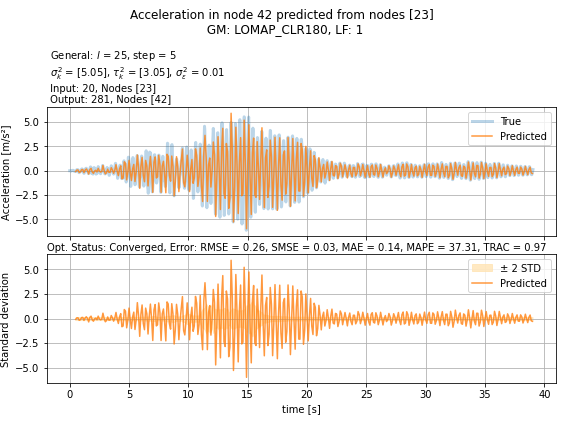 Acceleration in node 42 predicted from nodes [23]
GM: LOMAP_CLR180, LF: 1
General: l = 25, step = 5
σ²ₖ = [5.05], τ²ₖ = [3.05], σ²ε = 0.01
Input: 20, Nodes [23]
Output: 281, Nodes [42]
Acceleration [m/s²]
5.0
2.5
0.0
−2.5
−5.0
True
Predicted
Opt. Status: Converged, Error: RMSE = 0.26, SMSE = 0.03, MAE = 0.14, MAPE = 37.31, TRAC = 0.97
Standard deviation
5.0
2.5
0.0
−2.5
−5.0
± 2 STD
Predicted
0 5 10 15 20 25 30 35 40
time [s]